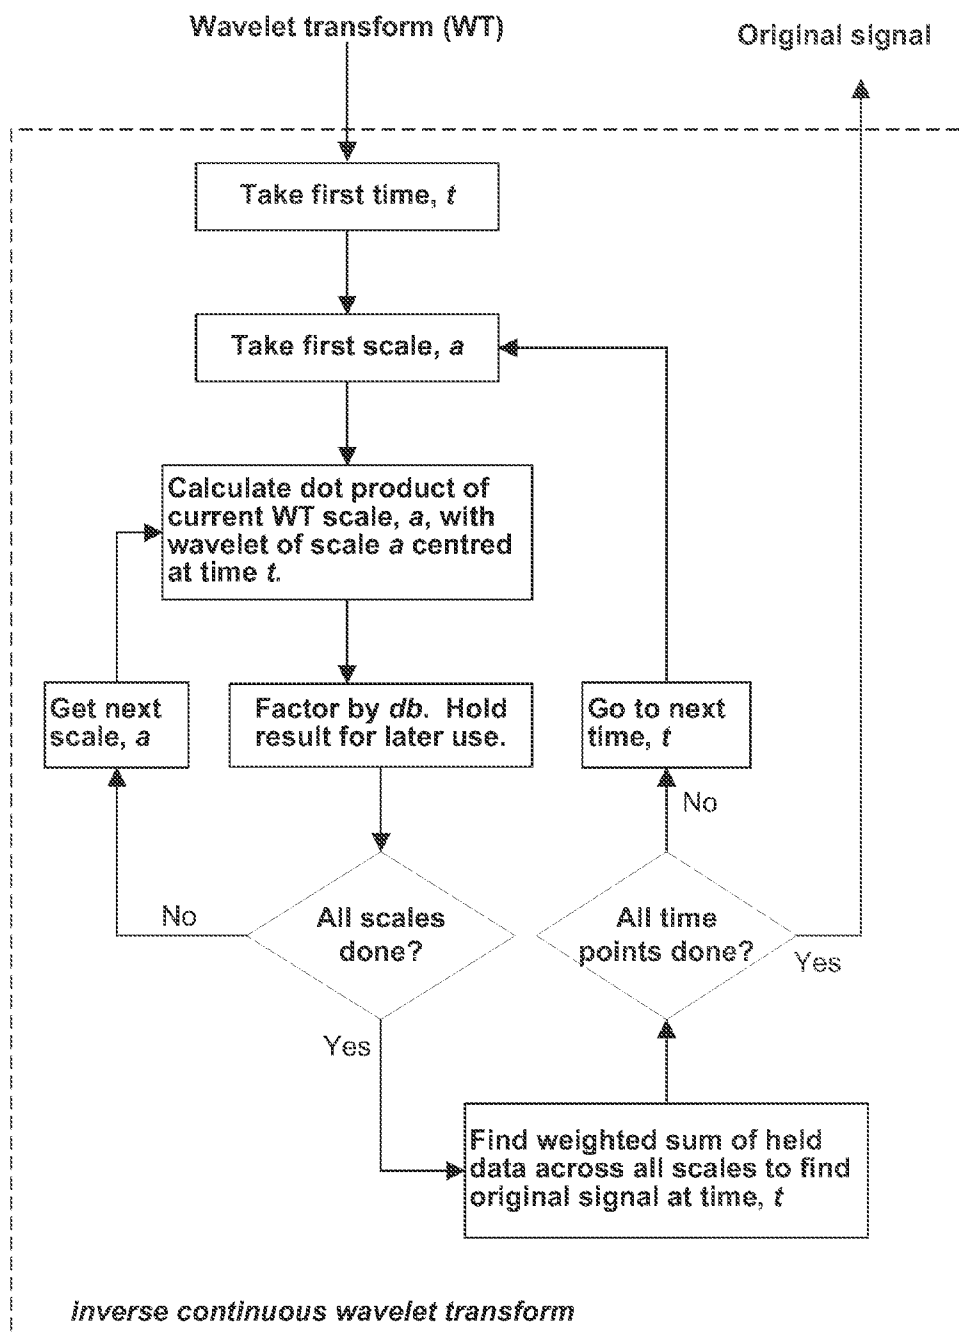 Wavelet transform (WT)
Original signal
Take first time, t
Take first scale, a
Calculate dot product of
current WT scale, a, with
wavelet of scale a centred
at time t.
Get next
scale, a
Factor by db. Hold
result for later use.
Go to next
time, t
No
No
All scales
done?
All time
points done?
Yes
Yes
Find weighted sum of held
data across all scales to find
original signal at time, t
inverse continuous wavelet transform